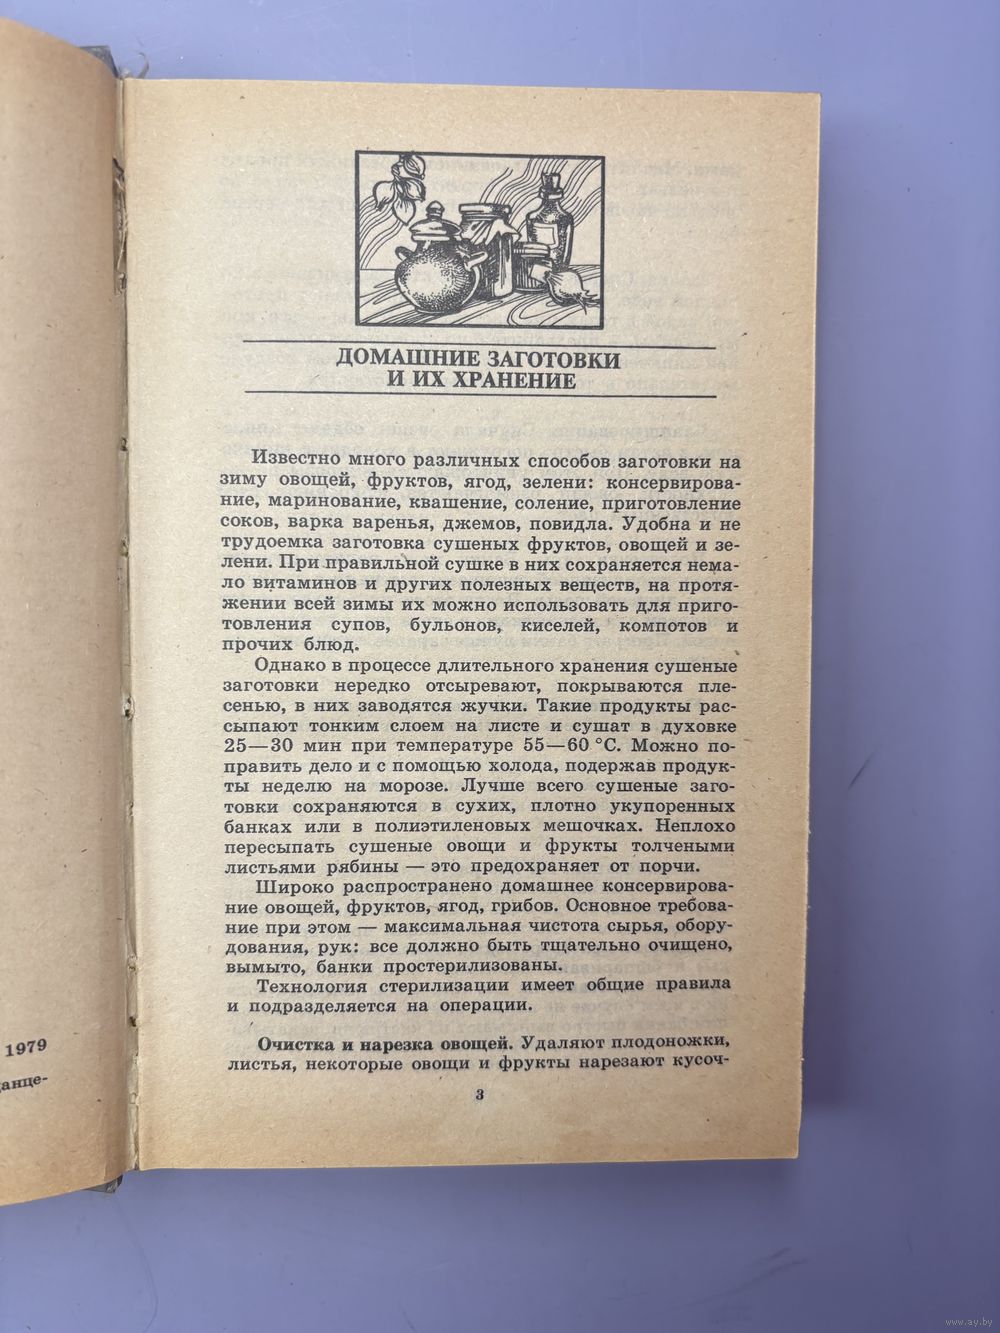 ДОМАШНИЕ ЗАГОТОВКИ
И ИХ ХРАНЕНИЕ
Известно много различных способов заготовки на
зиму овощей, фруктов, ягод, зелени: консервирова-
ние, маринование, квашение, соление, приготовление
соков, варка варенья, джемов, повидла. Удобна и не
трудоемка заготовка сушеных фруктов, овощей и зе-
лени. При правильной сушке в них сохраняется нема-
ло витаминов и других полезных веществ, на протя-
жении всей зимы их можно использовать для приго-
товления супов, бульонов, киселей, компотов и
прочих блюд.
Однако в процессе длительного хранения сушеные
заготовки нередко отсыревают, покрываются пле-
сенью, в них заводятся жучки. Такие продукты рас-
сыпают тонким слоем на листе и сушат в духовке
25—30 мин при температуре 55—60 °С. Можно по-
править дело и с помощью холода, подержав продук-
ты неделю на морозе. Лучше всего сушеные заго-
товки сохраняются в сухих, плотно укупоренных
банках или в полиэтиленовых мешочках. Неплохо
пересыпать сушеные овощи и фрукты толчеными
листьями рябины — это предохраняет от порчи.
Широко распространено домашнее консервирова-
ние овощей, фруктов, ягод, грибов. Основное требова-
ние при этом — максимальная чистота сырья, обору-
дования, рук: все должно быть тщательно очищено,
вымыто, банки простерилизованы.
Технология стерилизации имеет общие правила
и подразделяется на операции.
Очистка и нарезка овощей. Удаляют плодоножки,
листья, некоторые овощи и фрукты нарезают кусоч-
3
1979
данце-
www.ay.by